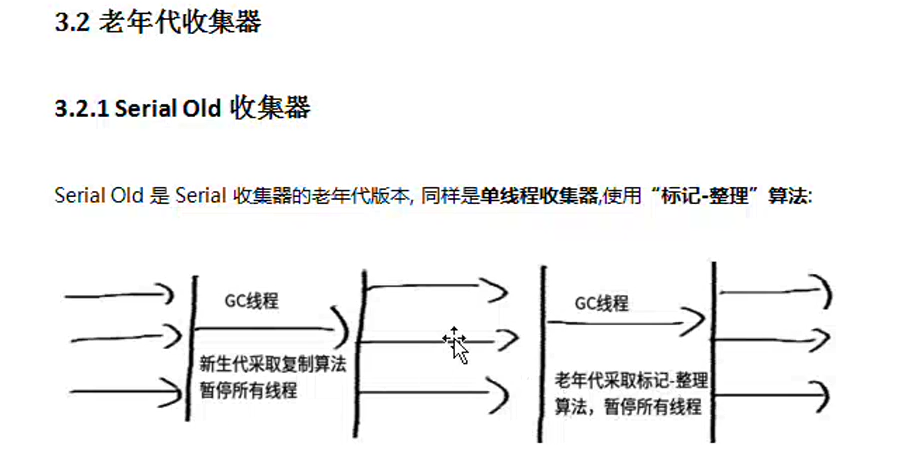 3.2 老年代收集器
3.2.1 Serial Old 收集器
Serial Old 是 Serial 收集器的老年代版本, 同样是单线程收集器,使用“标记-整理”算法:
GC线程
新生代采取复制算法
暂停所有线程
GC线程
老年代采取标记-整理
算法，暂停所有线程